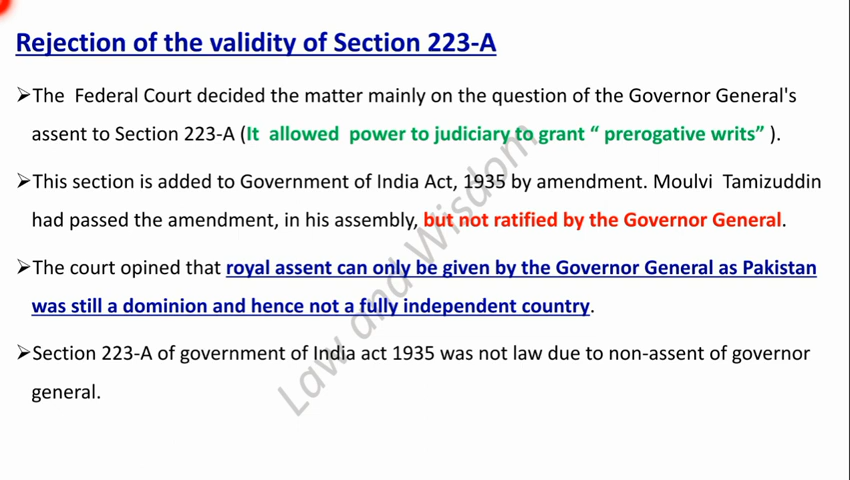 Rejection of the validity of Section 223-A
➢The Federal Court decided the matter mainly on the question of the Governor General's
assent to Section 223-A (It allowed power to judiciary to grant “ prerogative writs” ).
➢This section is added to Government of India Act, 1935 by amendment. Moulvi Tamizuddin
had passed the amendment, in his assembly, but not ratified by the Governor General.
➢The court opined that royal assent can only be given by the Governor General as Pakistan
was still a dominion and hence not a fully independent country.
➢Section 223-A of government of India act 1935 was not law due to non-assent of governor
general.
Law and Wisdom